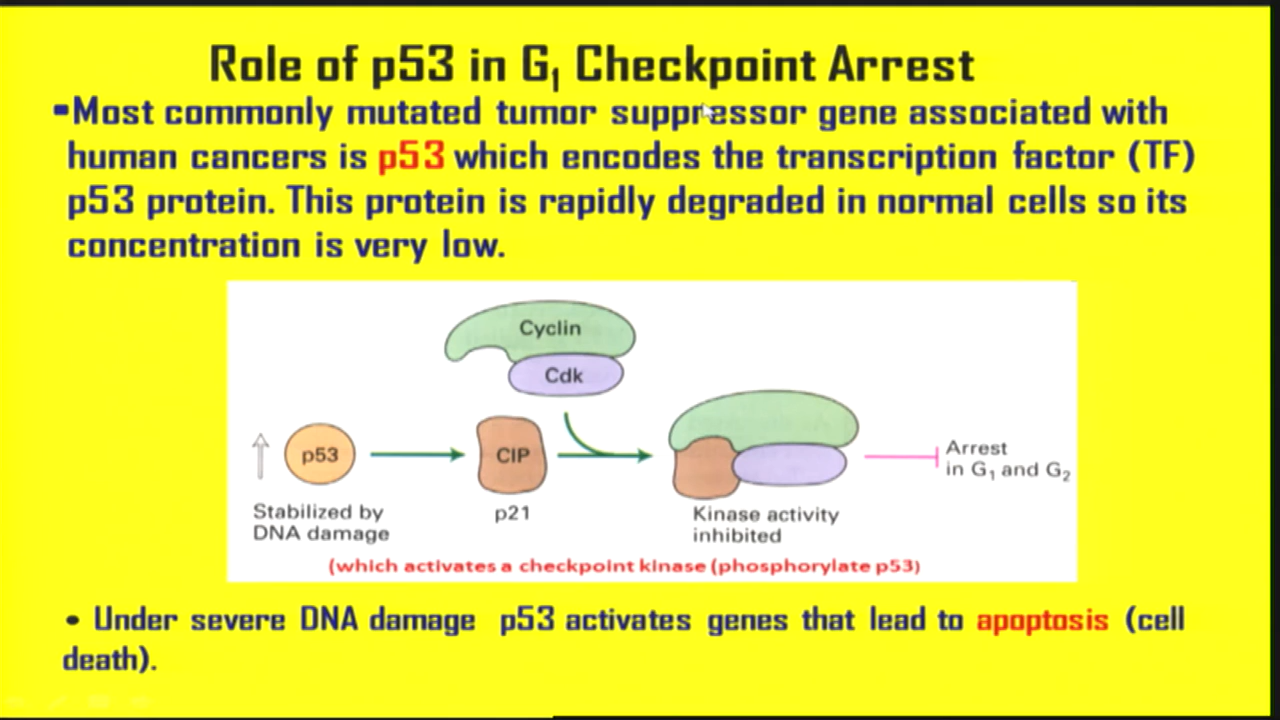 Role of p53 in G₁ Checkpoint Arrest
▪Most commonly mutated tumor suppressor gene associated with
human cancers is p53 which encodes the transcription factor (TF)
p53 protein. This protein is rapidly degraded in normal cells so its
concentration is very low.
Cyclin
Cdk
p53
CIP
Arrest
in G₁ and G₂
Stabilized by
DNA damage
p21
Kinase activity
inhibited
(which activates a checkpoint kinase (phosphorylate p53)
• Under severe DNA damage p53 activates genes that lead to apoptosis (cell
death).